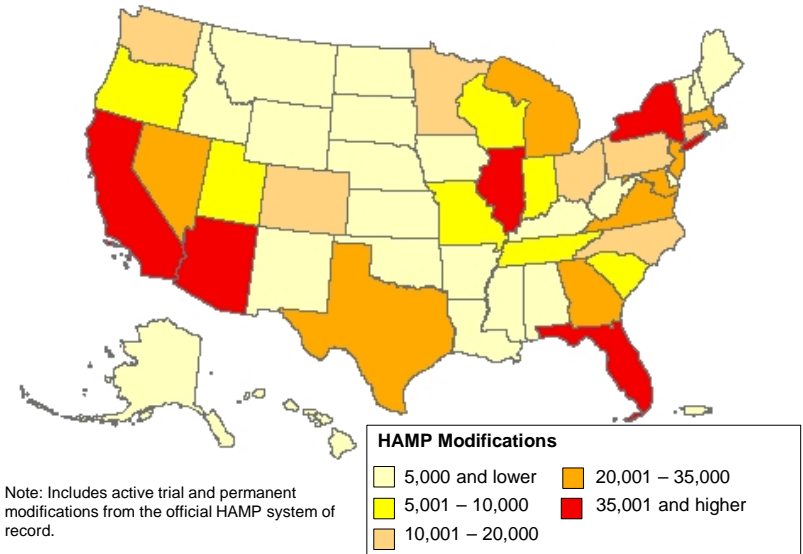 HAMP Modifications
5,000 and lower
5,001 – 10,000
10,001 – 20,000
20,001 – 35,000
35,001 and higher
Note: Includes active trial and permanent
modifications from the official HAMP system of
record.